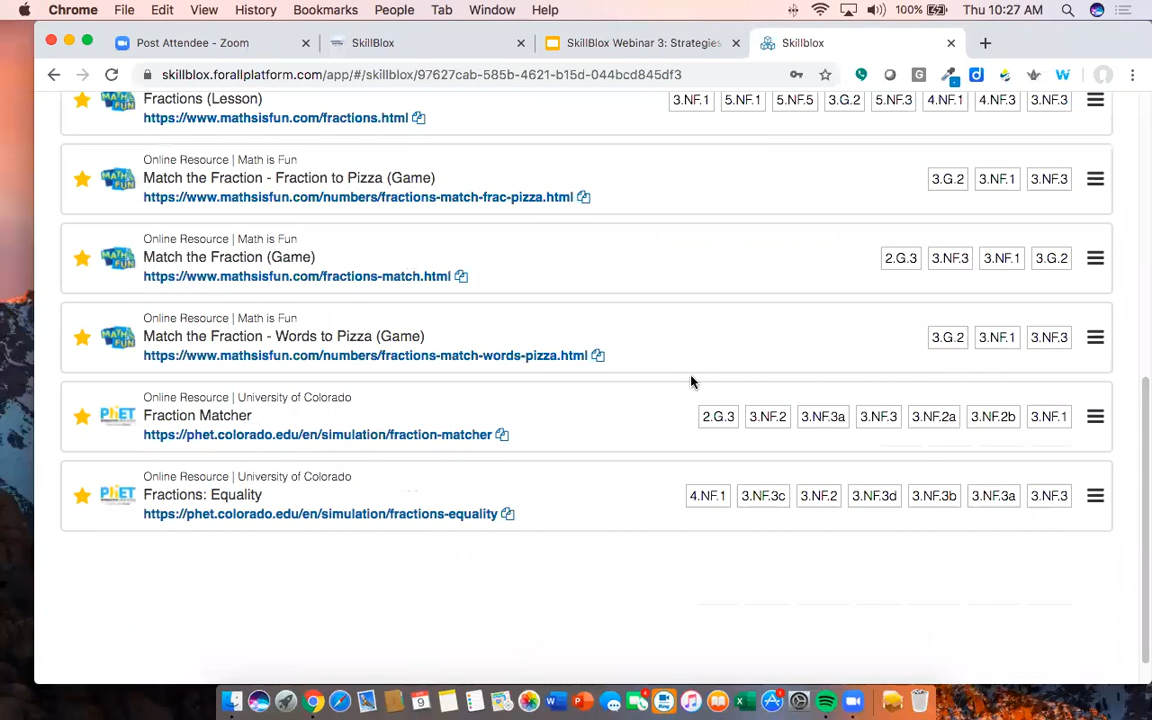 Chrome File Edit View History Bookmarks People Tab Window Help 100% Thu 10:27 AM
Post Attendee - Zoom SkillBlox SkillBlox Webinar 3: Strategies Skillblox
skillblox.forallplatform.com/app/#/skillblox/97627cab-585b-4621-b15d-044bcd845df3
Fractions (Lesson) 3.NF.1 5.NF.1 5.NF.5 3.G.2 5.NF.3 4.NF.1 4.NF.3 3.NF.3
https://www.mathsisfun.com/fractions.html
Online Resource | Math is Fun
Match the Fraction - Fraction to Pizza (Game) 3.G.2 3.NF.1 3.NF.3
https://www.mathsisfun.com/numbers/fractions-match-frac-pizza.html
Online Resource | Math is Fun
Match the Fraction (Game) 2.G.3 3.NF.3 3.NF.1 3.G.2
https://www.mathsisfun.com/fractions-match.html
Online Resource | Math is Fun
Match the Fraction - Words to Pizza (Game) 3.G.2 3.NF.1 3.NF.3
https://www.mathsisfun.com/numbers/fractions-match-words-pizza.html
Online Resource | University of Colorado
Fraction Matcher 2.G.3 3.NF.2 3.NF.3a 3.NF.3 3.NF.2a 3.NF.2b 3.NF.1
https://phet.colorado.edu/en/simulation/fraction-matcher
Online Resource | University of Colorado
Fractions: Equality 4.NF.1 3.NF.3c 3.NF.2 3.NF.3d 3.NF.3b 3.NF.3a 3.NF.3
https://phet.colorado.edu/en/simulation/fractions-equality